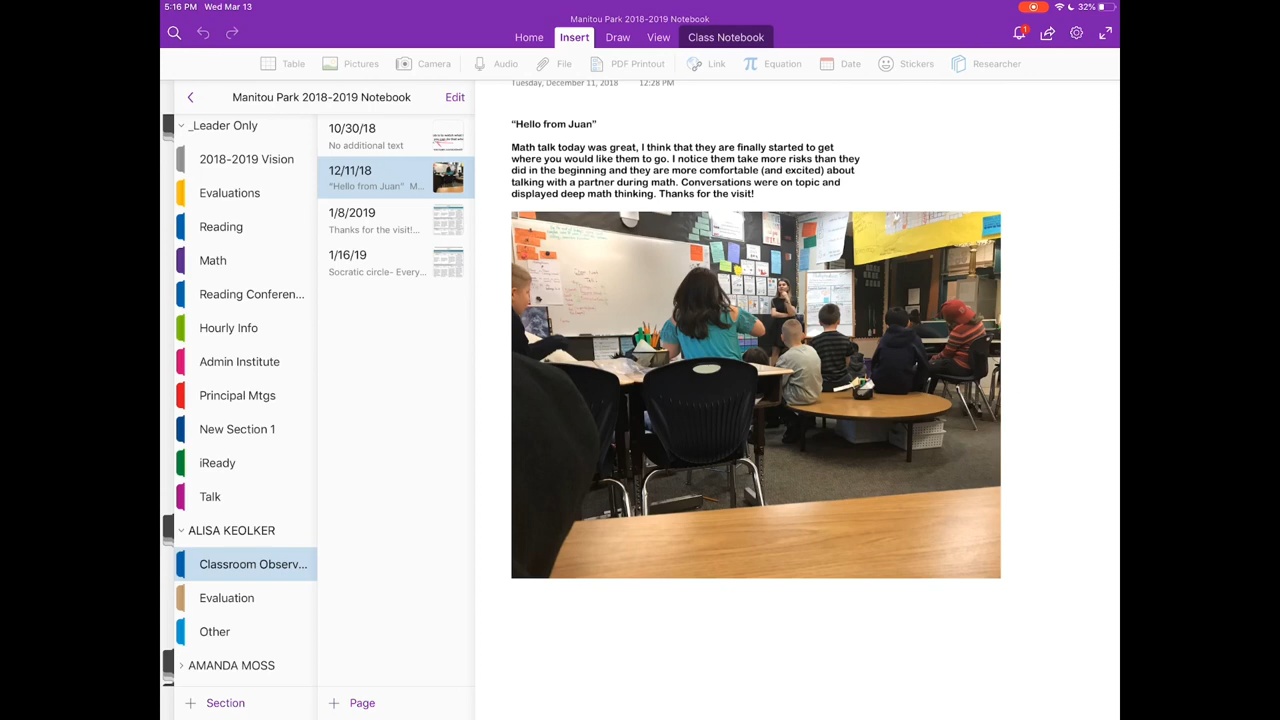 5:16 PM Wed Mar 13
32%
Manitou Park 2018-2019 Notebook
Home Insert Draw View Class Notebook
1
Table Pictures Camera Audio File PDF Printout Link Equation Date Stickers Researcher
Manitou Park 2018-2019 Notebook Edit
_Leader Only
2018-2019 Vision
Evaluations
Reading
Math
Reading Conferen...
Hourly Info
Admin Institute
Principal Mtgs
New Section 1
iReady
Talk
ALISA KEOLKER
Classroom Observ...
Evaluation
Other
AMANDA MOSS
Section
10/30/18
No additional text
12/11/18
“Hello from Juan” M...
1/8/2019
Thanks for the visit!...
1/16/19
Socratic circle- Every...
Page
Tuesday, December 11, 2018 12:28 PM
“Hello from Juan”
Math talk today was great, I think that they are finally started to get
where you would like them to go. I notice them take more risks than they
did in the beginning and they are more comfortable (and excited) about
talking with a partner during math. Conversations were on topic and
displayed deep math thinking. Thanks for the visit!